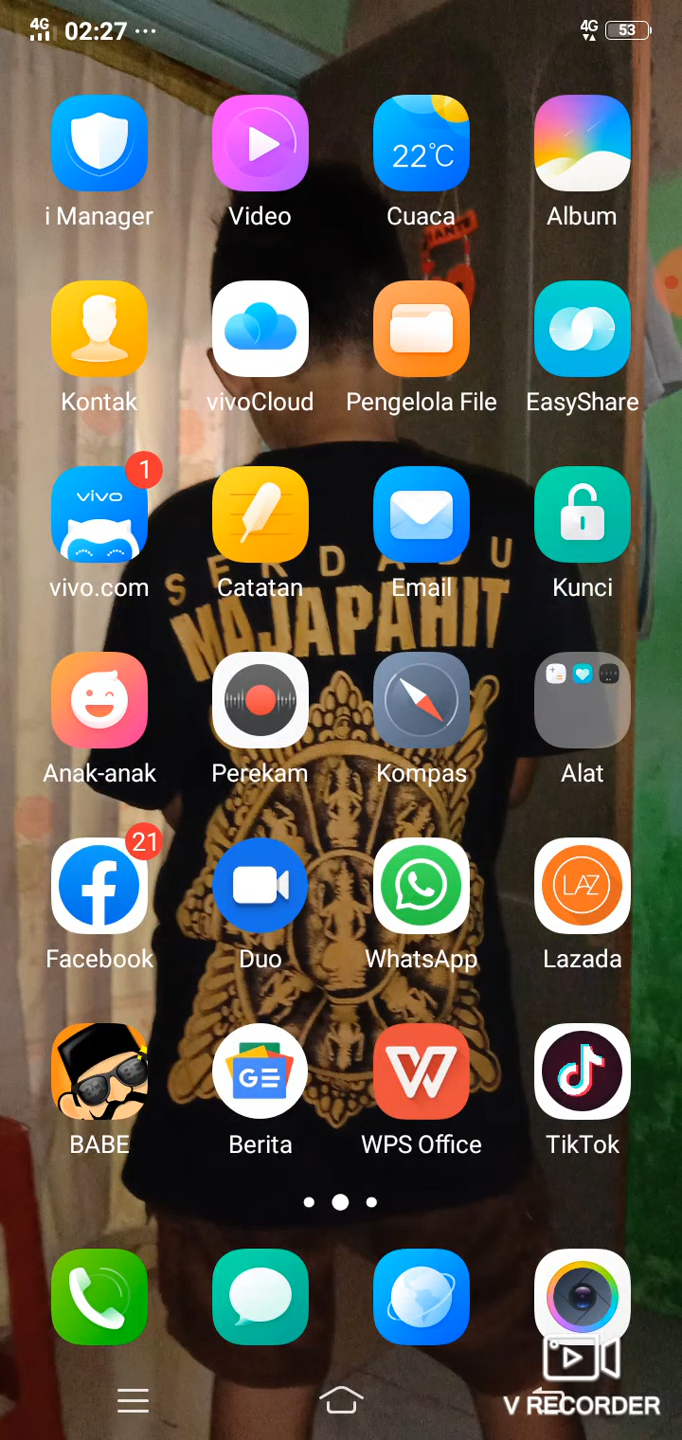 4G 02:27 ... 4G 53
22°C
i Manager Video Cuaca Album
Kontak vivoCloud Pengelola File EasyShare
1
vivo
vivo.com Catatan Email Kunci
SERDADU
MAJAPAHIT
Anak-anak Perekam Kompas Alat
21
LAZ
Facebook Duo WhatsApp Lazada
GE
BABE Berita WPS Office TikTok
V RECORDER